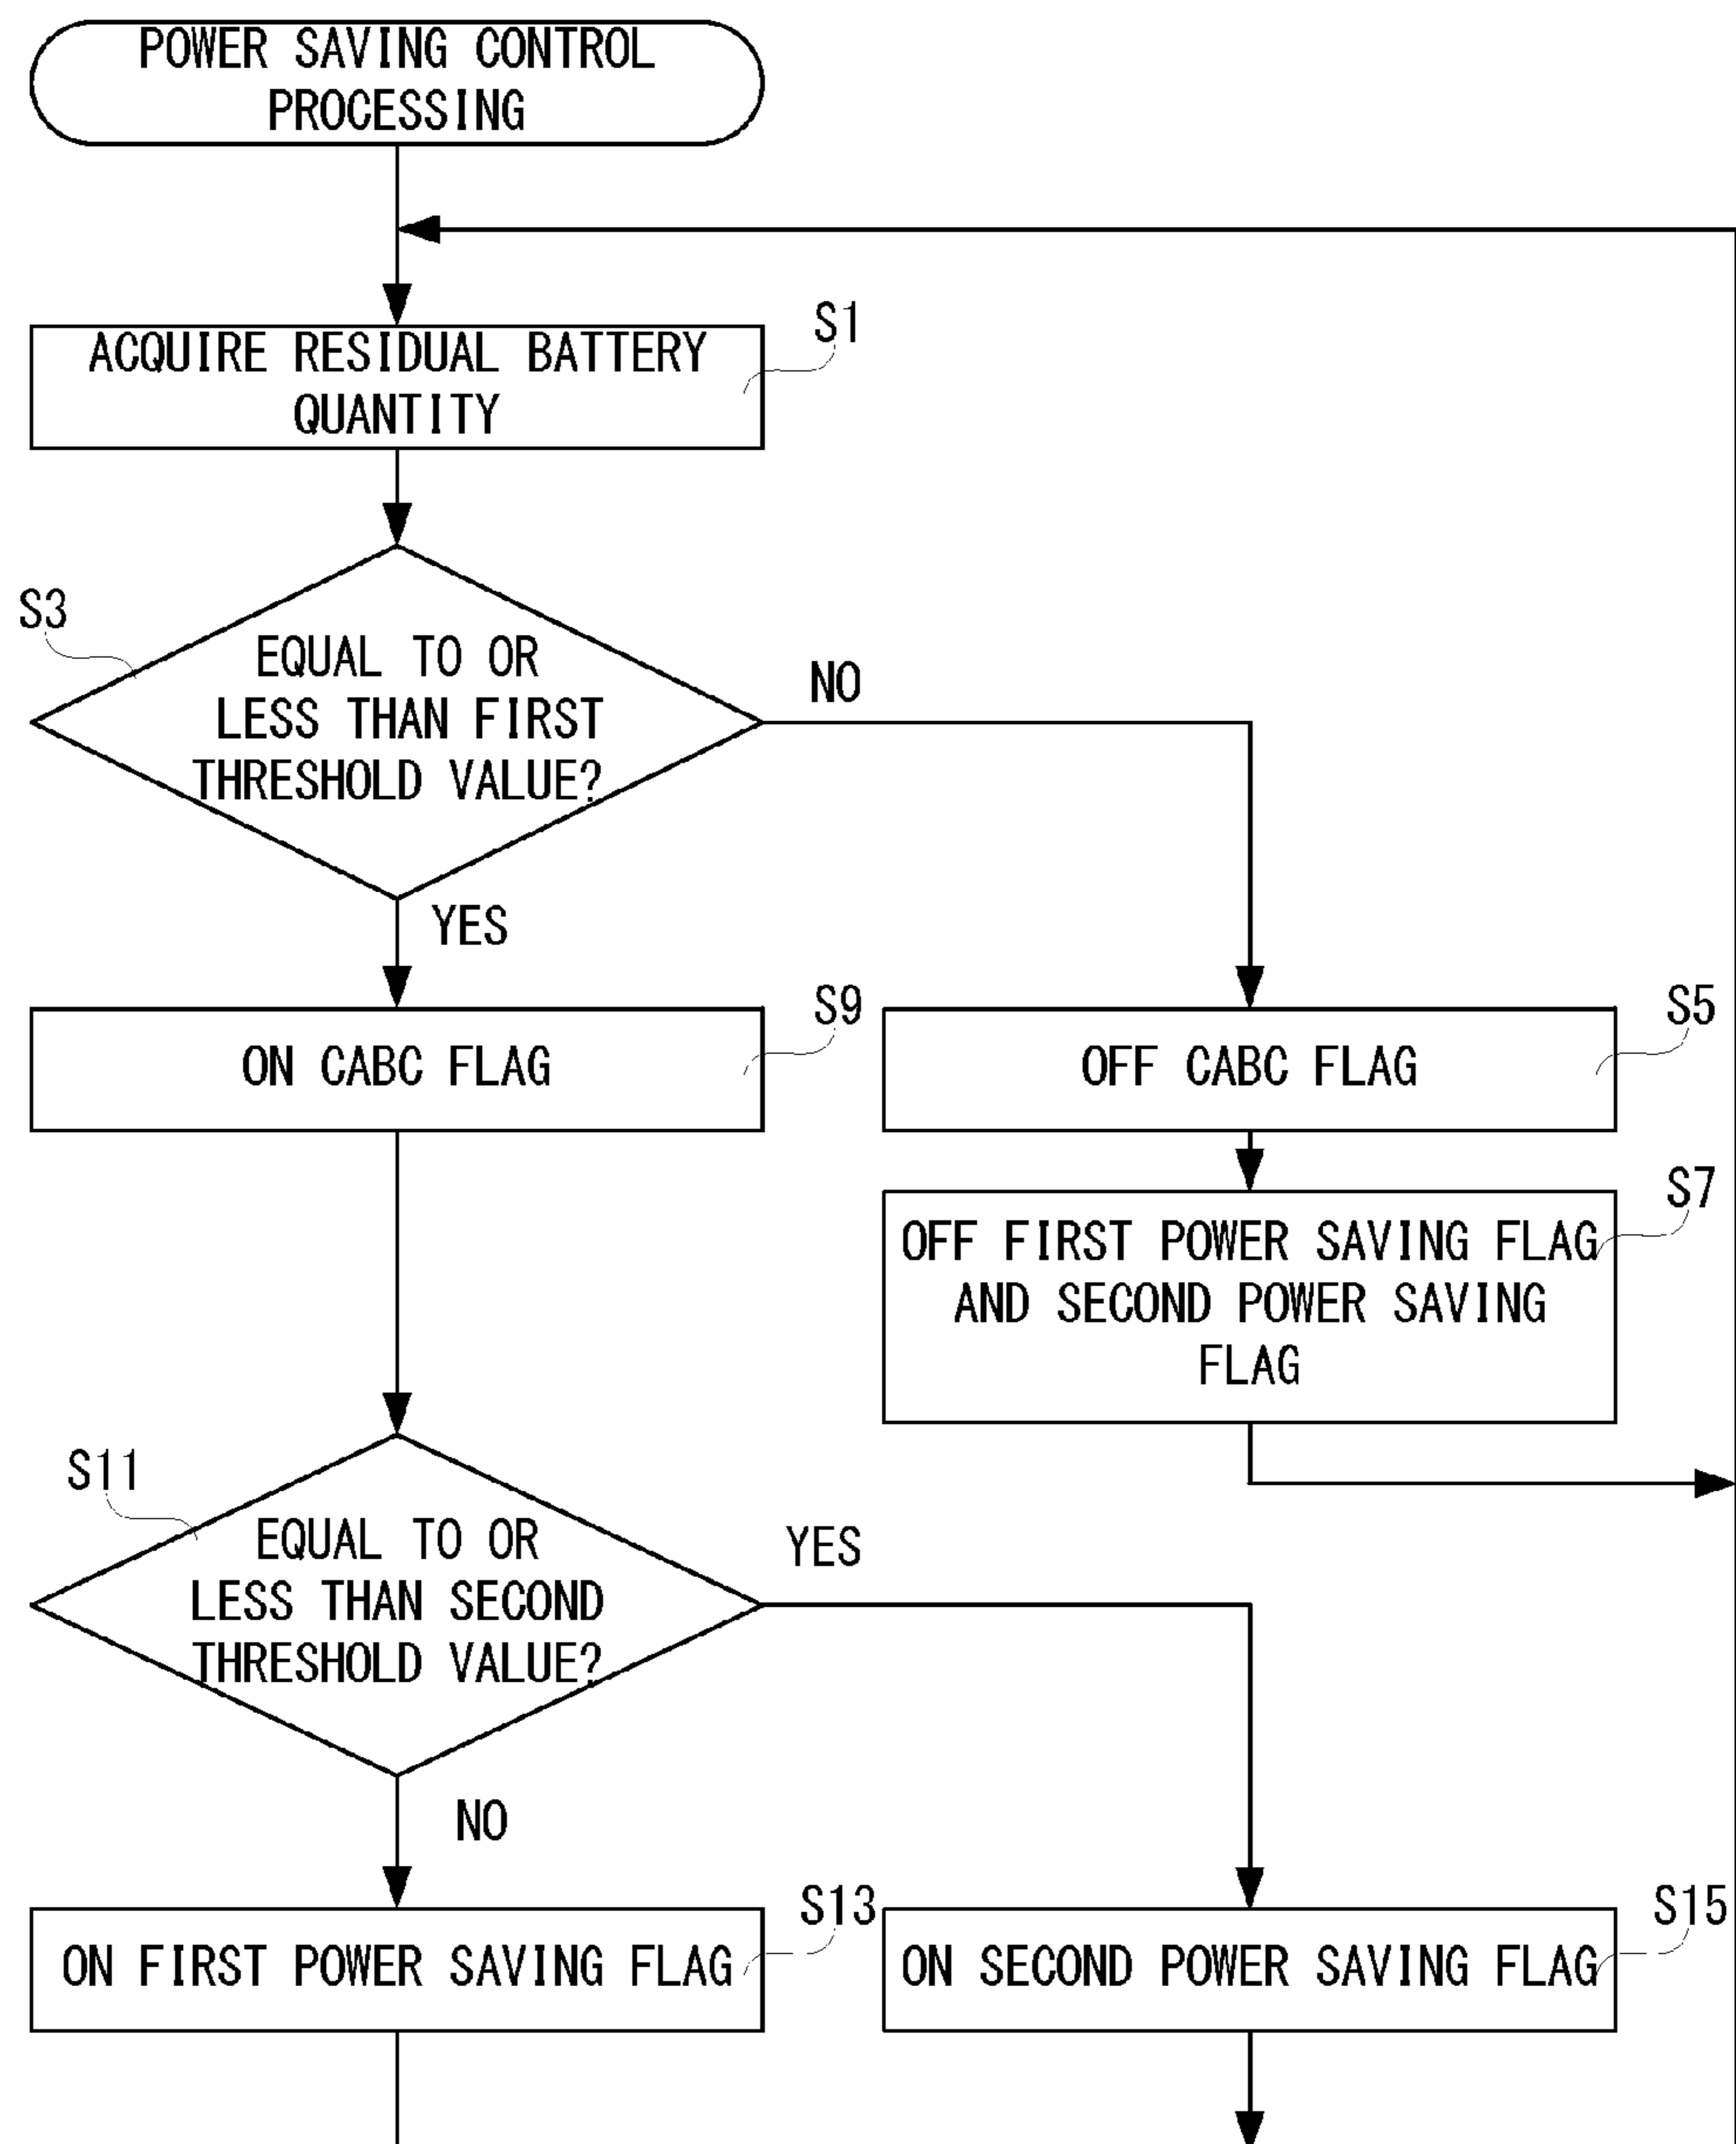 POWER SAVING CONTROL
PROCESSING
S1
ACQUIRE RESIDUAL BATTERY
QUANTITY
S3
EQUAL TO OR
LESS THAN FIRST
THRESHOLD VALUE?
NO
YES
S9
ON CABC FLAG
S5
OFF CABC FLAG
S7
OFF FIRST POWER SAVING FLAG
AND SECOND POWER SAVING
FLAG
S11
EQUAL TO OR
LESS THAN SECOND
THRESHOLD VALUE?
YES
NO
S13
ON FIRST POWER SAVING FLAG
S15
ON SECOND POWER SAVING FLAG